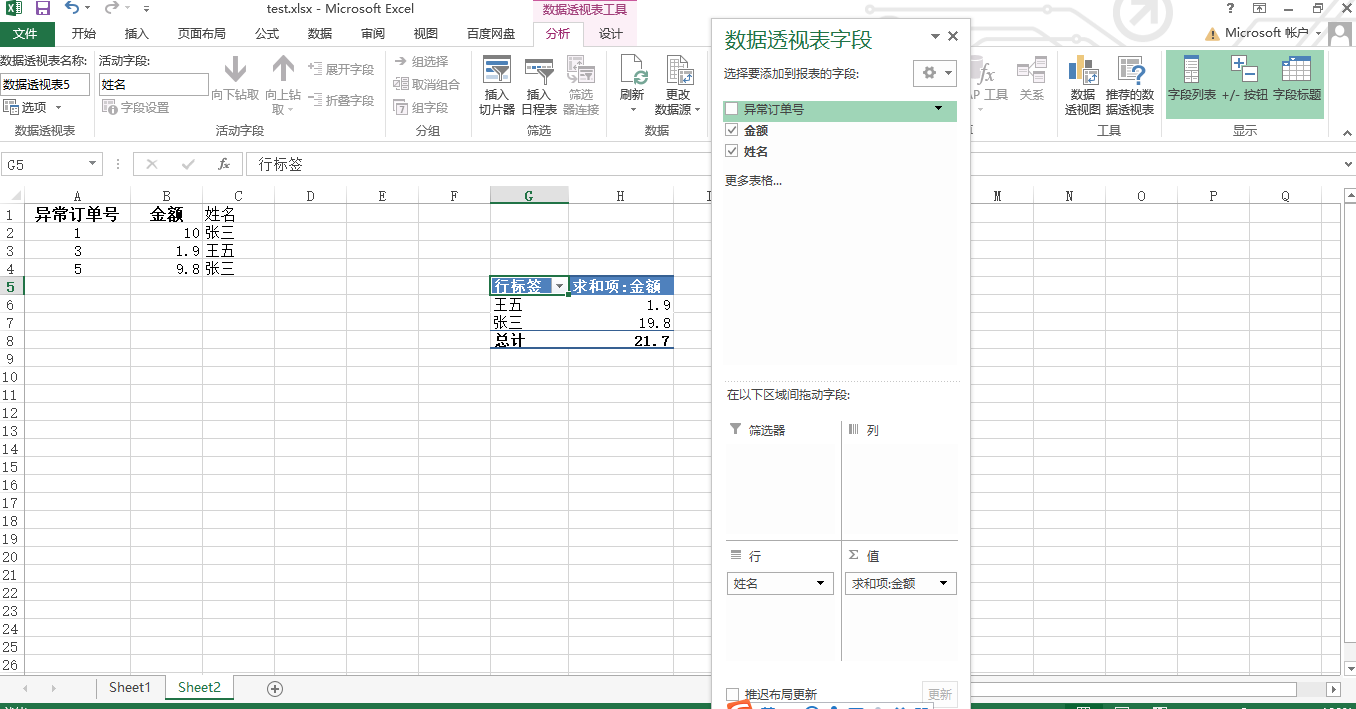 test.xlsx - Microsoft Excel
数据透视表工具
?
文件 开始 插入 页面布局 公式 数据 审阅 视图 百度网盘 分析 设计
Microsoft 帐户
数据透视表名称:
数据透视表5
选项
数据透视表
活动字段:
姓名
字段设置
向下钻取
向上钻取
展开字段
折叠字段
活动字段
组选择
取消组合
组字段
分组
插入切片器
插入日程表
筛选器连接
筛选
刷新
更改数据源
数据
工具
关系
数据透视图
推荐的数据透视表
工具
字段列表
+/- 按钮
字段标题
显示
G5
fx
行标签
A B C D E F G H I M N O P Q
1 异常订单号 金额 姓名
2 1 10 张三
3 3 1.9 王五
4 5 9.8 张三
5 行标签 求和项:金额
6 王五 1.9
7 张三 19.8
8 总计 21.7
9
10
11
12
13
14
15
16
17
18
19
20
21
22
23
24
25
26
数据透视表字段
选择要添加到报表的字段:
异常订单号
金额
姓名
更多表格...
在以下区域间拖动字段:
筛选器
列
行
Σ 值
姓名
求和项:金额
推迟布局更新
更新
Sheet1 Sheet2